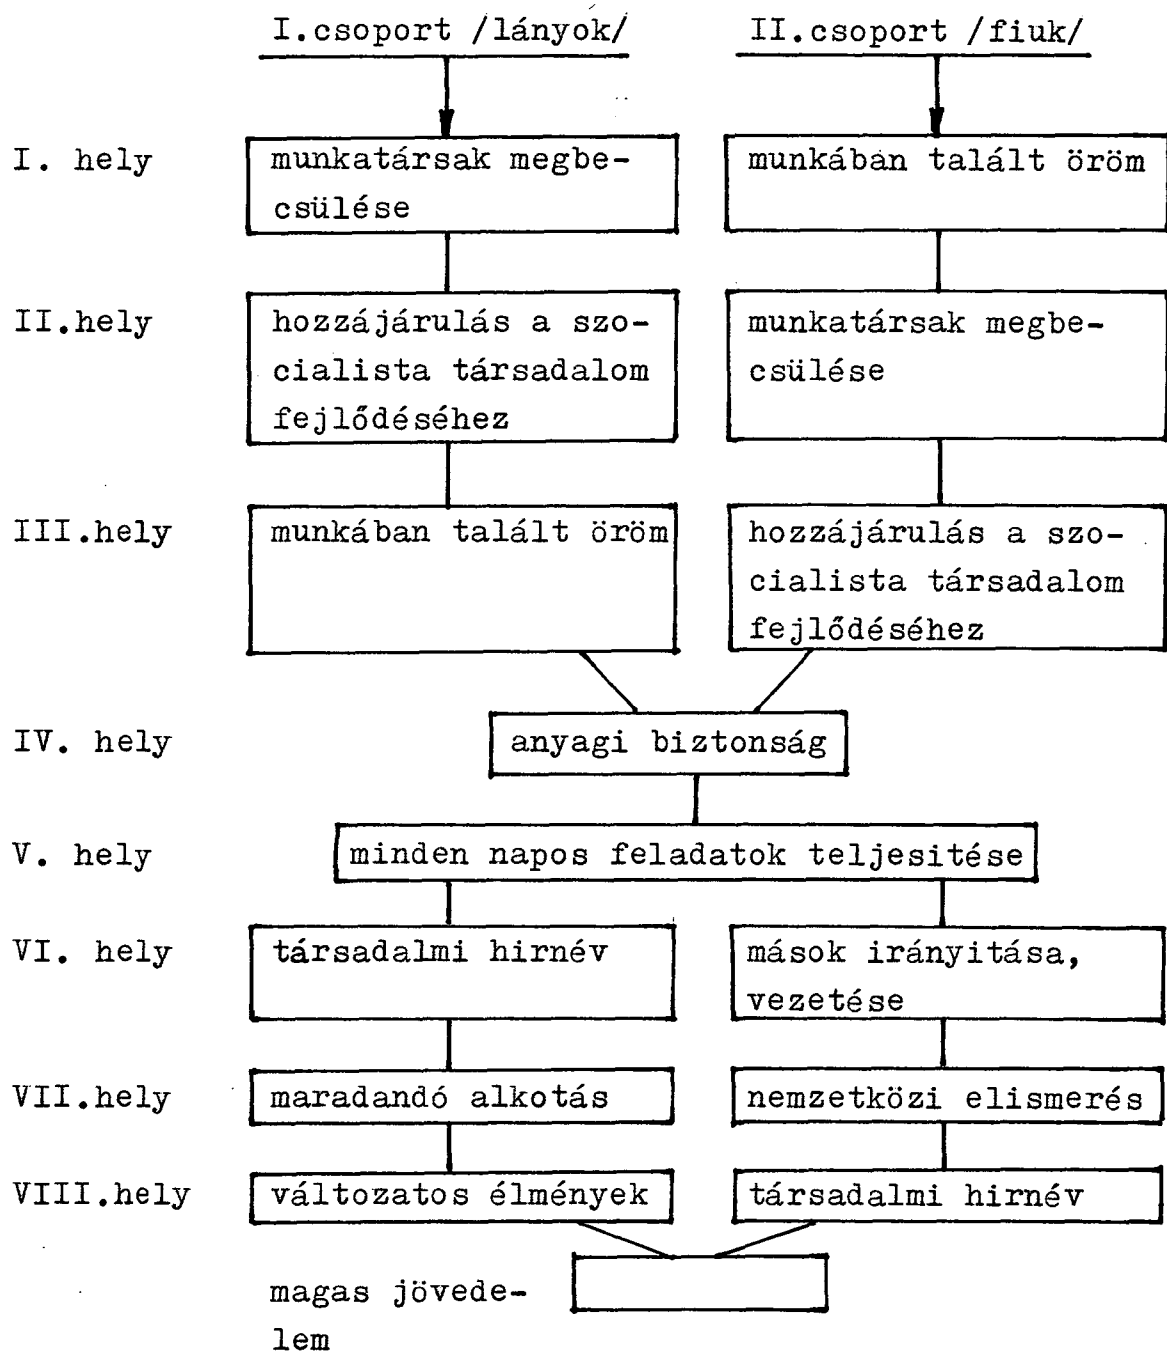 I.csoport /lányok/ II.csoport /fiuk/
I. hely
munkatársak megbe-
csülése
munkában talált öröm
II.hely
hozzájárulás a szo-
cialista társadalom
fejlődéséhez
munkatársak megbe-
csülése
III.hely
munkában talált öröm
hozzájárulás a szo-
cialista társadalom
fejlődéséhez
IV. hely
anyagi biztonság
V. hely
minden napos feladatok teljesitése
VI. hely
társadalmi hirnév
mások irányitása,
vezetése
VII.hely
maradandó alkotás
nemzetközi elismerés
VIII.hely
változatos élmények
társadalmi hirnév
magas jövede-
lem